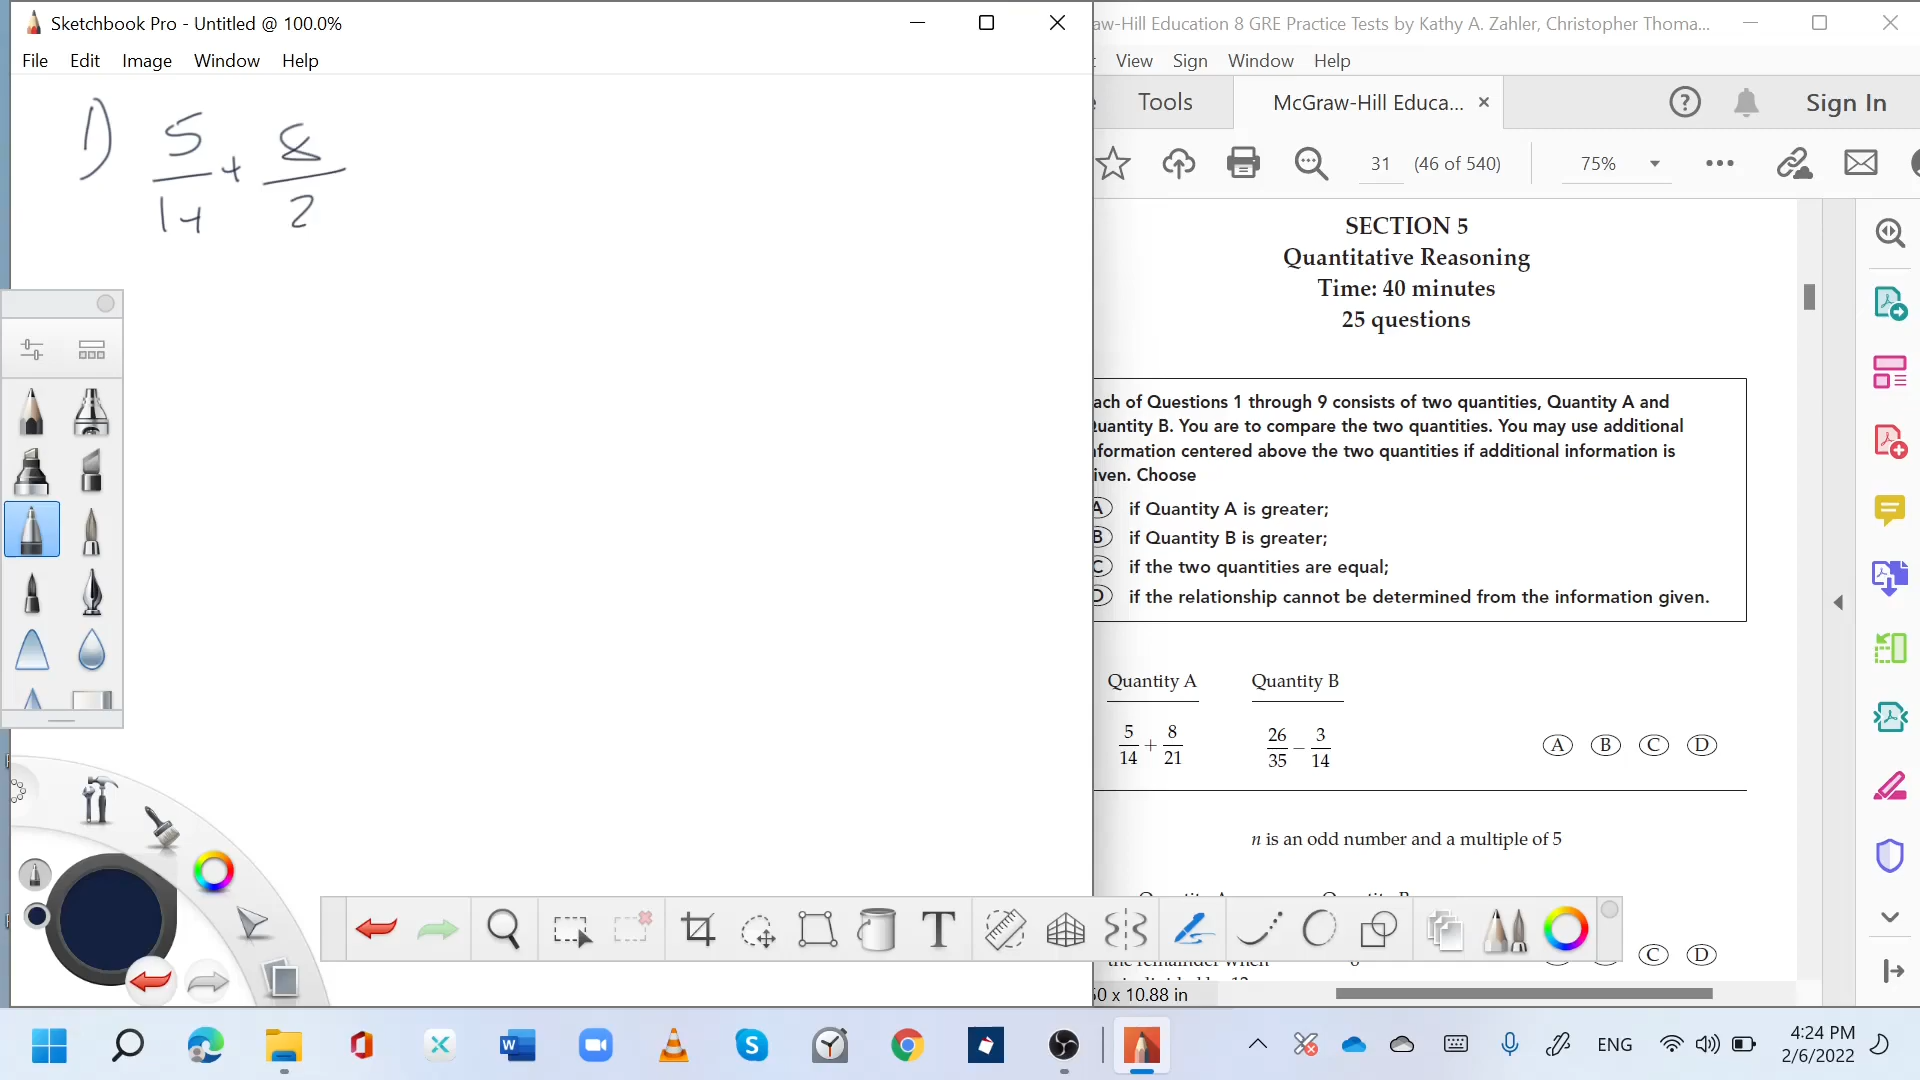 Sketchbook Pro - Untitled @ 100.0%
File Edit Image Window Help
1) 5/14 + 8/2
aw-Hill Education 8 GRE Practice Tests by Kathy A. Zahler, Christopher Thoma...
View Sign Window Help
Tools
McGraw-Hill Educa... ×
Sign In
31 (46 of 540)
75%
SECTION 5
Quantitative Reasoning
Time: 40 minutes
25 questions
ach of Questions 1 through 9 consists of two quantities, Quantity A and
uantity B. You are to compare the two quantities. You may use additional
nformation centered above the two quantities if additional information is
iven. Choose
A if Quantity A is greater;
B if Quantity B is greater;
C if the two quantities are equal;
D if the relationship cannot be determined from the information given.
Quantity A Quantity B
5/14 + 8/21 26/35 − 3/14 A B C D
n is an odd number and a multiple of 5
C D
0 x 10.88 in
ENG
4:24 PM
2/6/2022